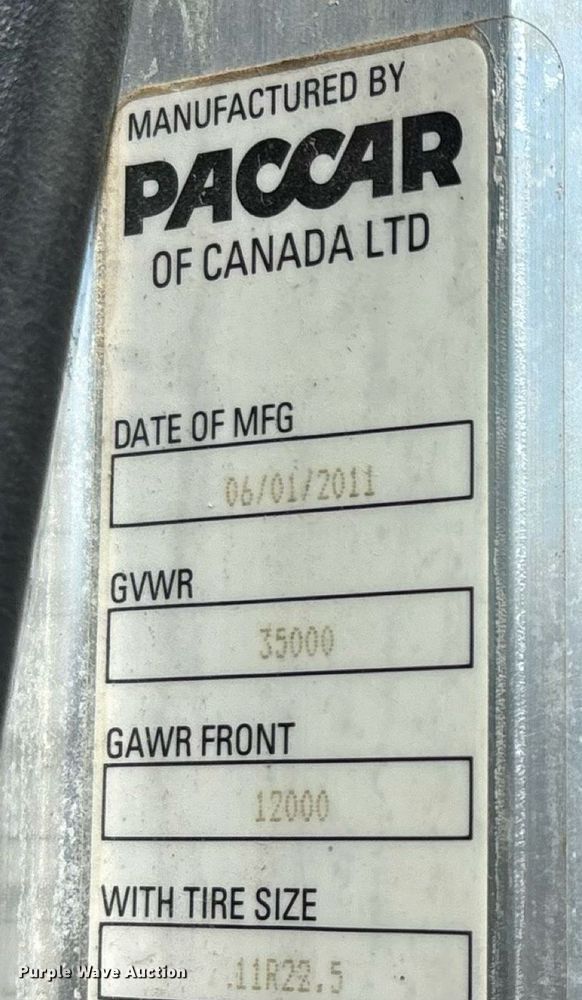 MANUFACTURED BY
PACCAR
OF CANADA LTD
DATE OF MFG
06/01/2011
GVWR
35000
GAWR FRONT
12000
WITH TIRE SIZE
.11R22.5
Purple Wave Auction